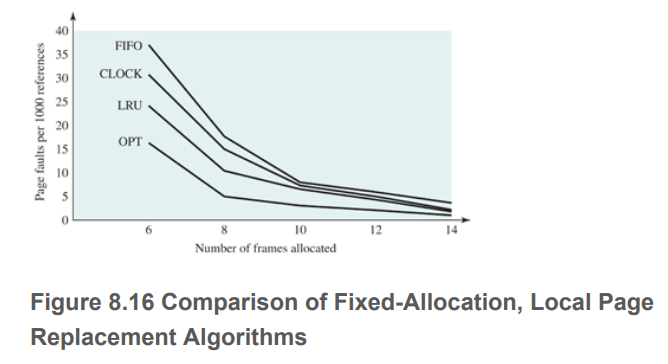 40
35
30
25
20
15
10
5
0
Page faults per 1000 references
FIFO
CLOCK
LRU
OPT
6 8 10 12 14
Number of frames allocated
Figure 8.16 Comparison of Fixed-Allocation, Local Page
Replacement Algorithms